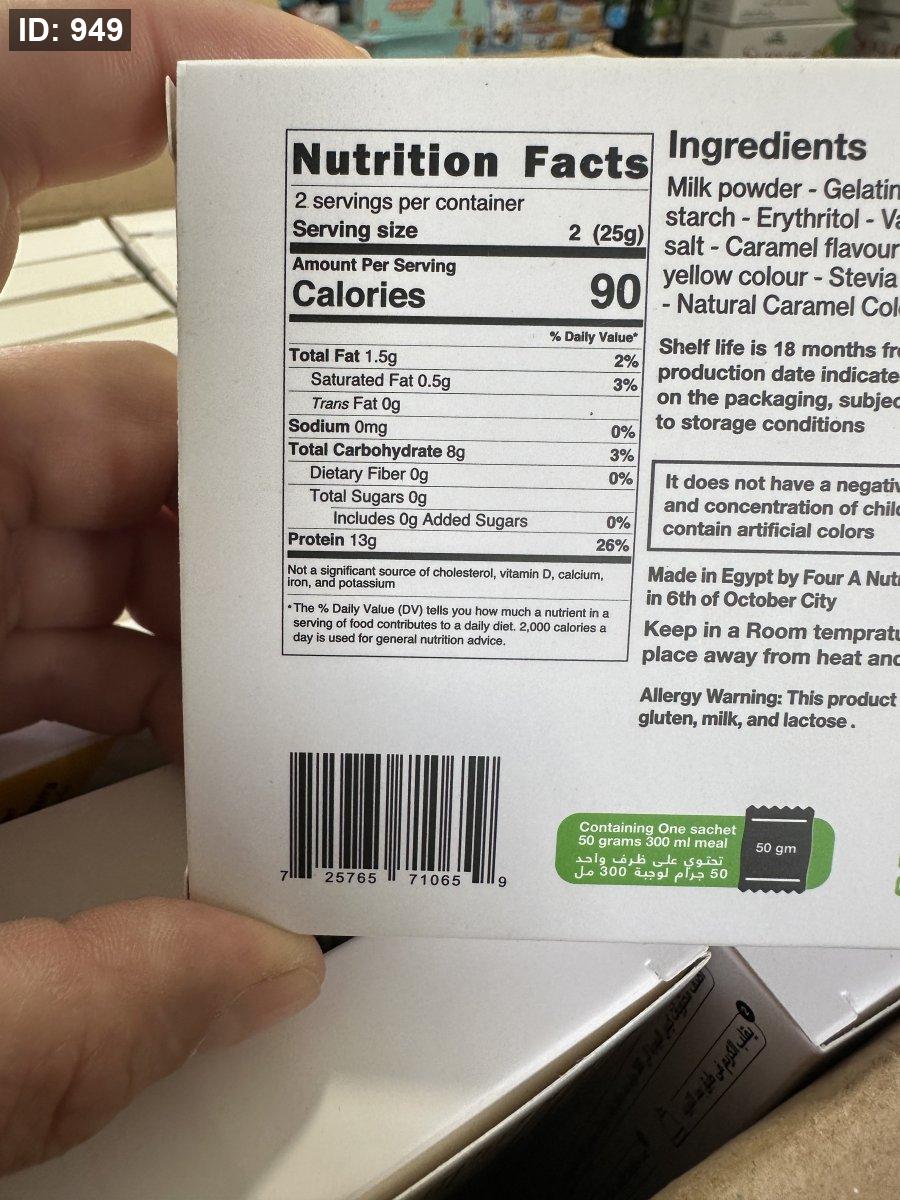 ID: 949
Nutrition Facts
2 servings per container
Serving size 2 (25g)
Amount Per Serving
Calories 90
% Daily Value*
Total Fat 1.5g 2%
Saturated Fat 0.5g 3%
Trans Fat 0g
Sodium 0mg 0%
Total Carbohydrate 8g 3%
Dietary Fiber 0g 0%
Total Sugars 0g
Includes 0g Added Sugars 0%
Protein 13g 26%
Not a significant source of cholesterol, vitamin D, calcium,
iron, and potassium
*The % Daily Value (DV) tells you how much a nutrient in a
serving of food contributes to a daily diet. 2,000 calories a
day is used for general nutrition advice.
Ingredients
Milk powder - Gelatin
starch - Erythritol -
salt - Caramel flavour
yellow colour - Stevia
- Natural Caramel
Shelf life is 18 months
production date
on the packaging,
to storage conditions
It does not have a
and concentration of
contain artificial colors
Made in Egypt by Four A
in 6th of October City
Keep in a Room
place away from heat
Allergy Warning: This product
gluten, milk, and lactose .
7 25765 71065 9
Containing One sachet
50 grams 300 ml meal
تحتوي على ظرف واحد
50 جرام لوجبة 300 مل
50 gm